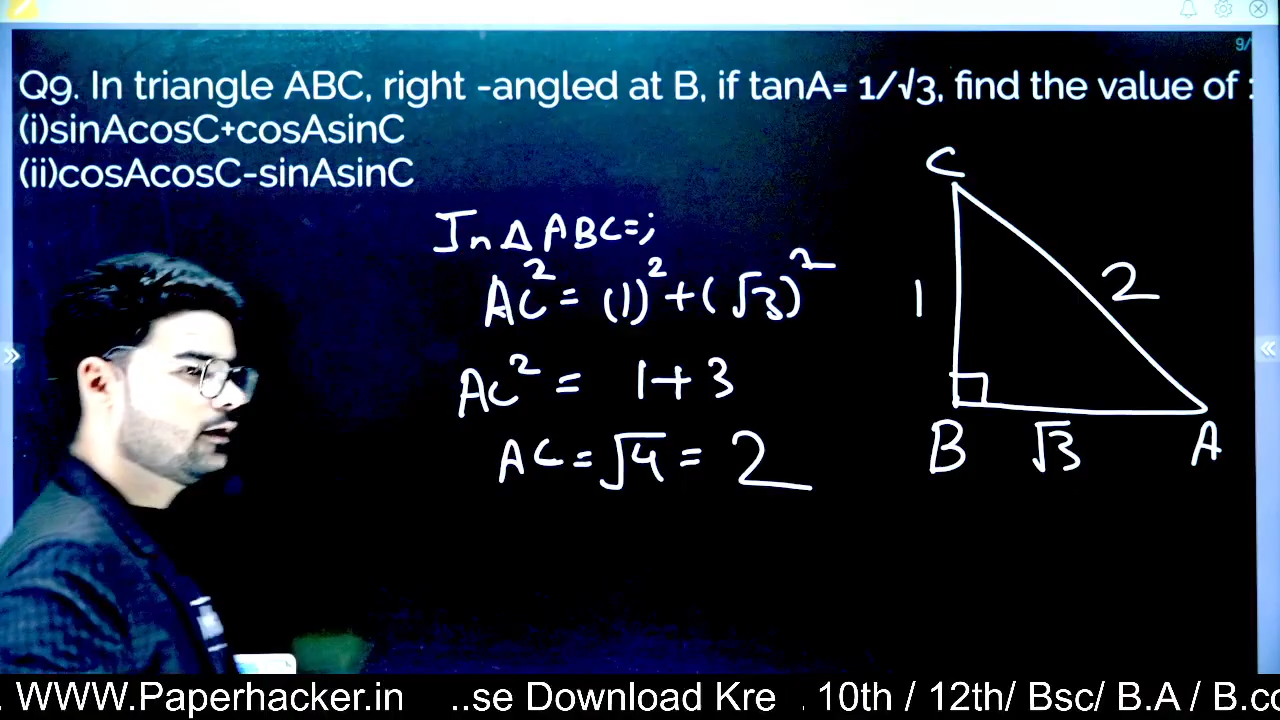 9/
Q9. In triangle ABC, right -angled at B, if tanA= 1/√3, find the value of :
(i)sinAcosC+cosAsinC
(ii)cosAcosC-sinAsinC
In Δ ABC=;
AC² = (1)² + (√3)²
AC² = 1+3
AC = √4 = 2
C
1
2
B
√3
A
. WWW.Paperhacker.in ..se Download Kre . 10th / 12th/ Bsc/ B.A / B.co